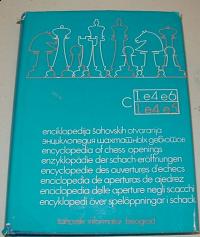 C
1 e4 e6
1 e4 e5
enciklopedija šahovskih otvaranja
энциклопедия шахматных дебютов
encyclopedia of chess openings
enzyklopädie der schach eröffnungen
encyclopédie des ouvertures d'échecs
enciclopedia de aperturas de ajedrez
enciclopedia delle aperture negli scacchi
encyklopedi över spelöppningar i schack
šahovski informator beograd